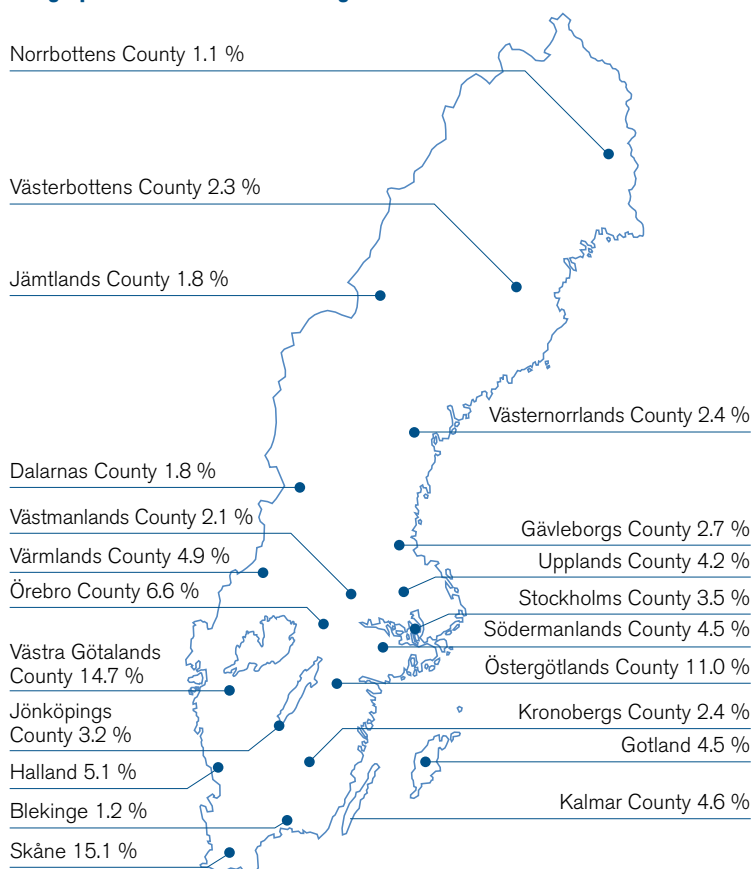 Norrbottens County 1.1 %
Västerbottens County 2.3 %
Jämtlands County 1.8 %
Västernorrlands County 2.4 %
Dalarnas County 1.8 %
Västmanlands County 2.1 %
Gävleborgs County 2.7 %
Värmlands County 4.9 %
Upplands County 4.2 %
Örebro County 6.6 %
Stockholms County 3.5 %
Södermanlands County 4.5 %
Västra Götalands
County 14.7 %
Östergötlands County 11.0 %
Jönköpings
County 3.2 %
Kronobergs County 2.4 %
Gotland 4.5 %
Halland 5.1 %
Kalmar County 4.6 %
Blekinge 1.2 %
Skåne 15.1 %